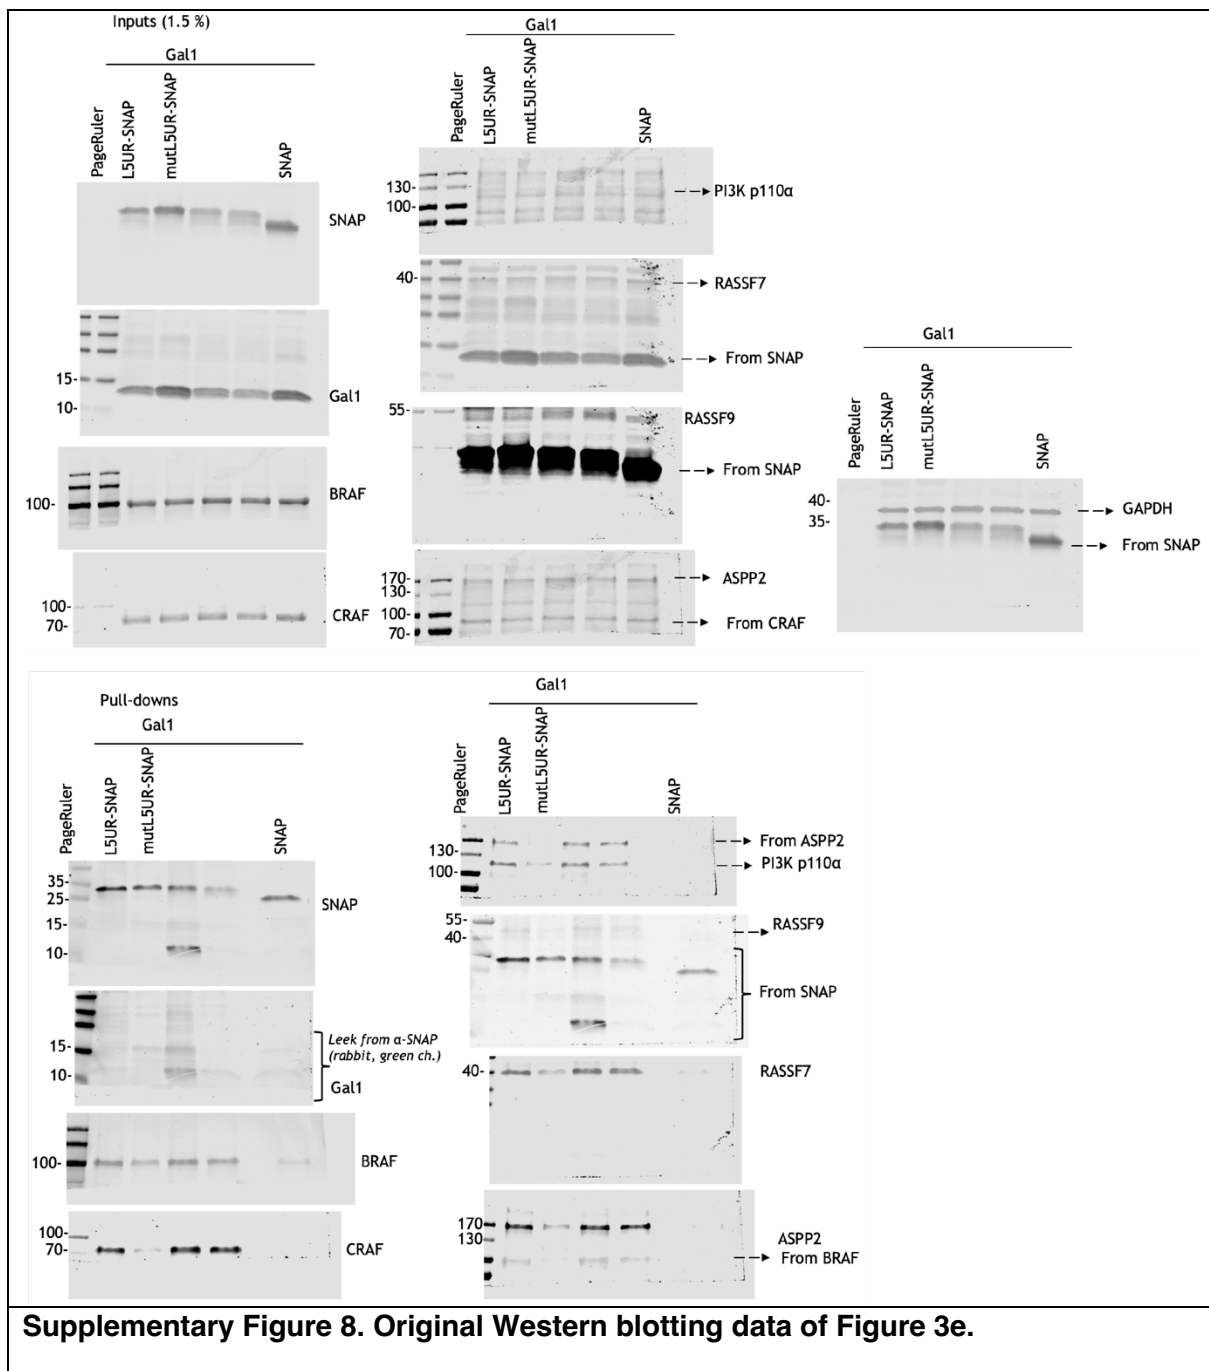 Inputs (1.5 %)
Gal1
PageRuler
L5UR-SNAP
mutL5UR-SNAP
SNAP
SNAP
15-
10-
Gal1
100-
BRAF
100-
70-
CRAF
Gal1
PageRuler
L5UR-SNAP
mutL5UR-SNAP
SNAP
130-
100-
PI3K p110α
40-
RASSF7
From SNAP
55-
RASSF9
From SNAP
170-
130-
100-
70-
ASPP2
From CRAF
Gal1
PageRuler
L5UR-SNAP
mutL5UR-SNAP
SNAP
40-
35-
GAPDH
From SNAP
Pull-downs
Gal1
PageRuler
L5UR-SNAP
mutL5UR-SNAP
SNAP
35-
25-
15-
10-
SNAP
15-
10-
Leek from α-SNAP
(rabbit, green ch.)
Gal1
100-
BRAF
100-
70-
CRAF
Gal1
PageRuler
L5UR-SNAP
mutL5UR-SNAP
SNAP
130-
100-
From ASPP2
PI3K p110α
55-
40-
RASSF9
From SNAP
40-
RASSF7
170-
130-
ASPP2
From BRAF
Supplementary Figure 8. Original Western blotting data of Figure 3e.